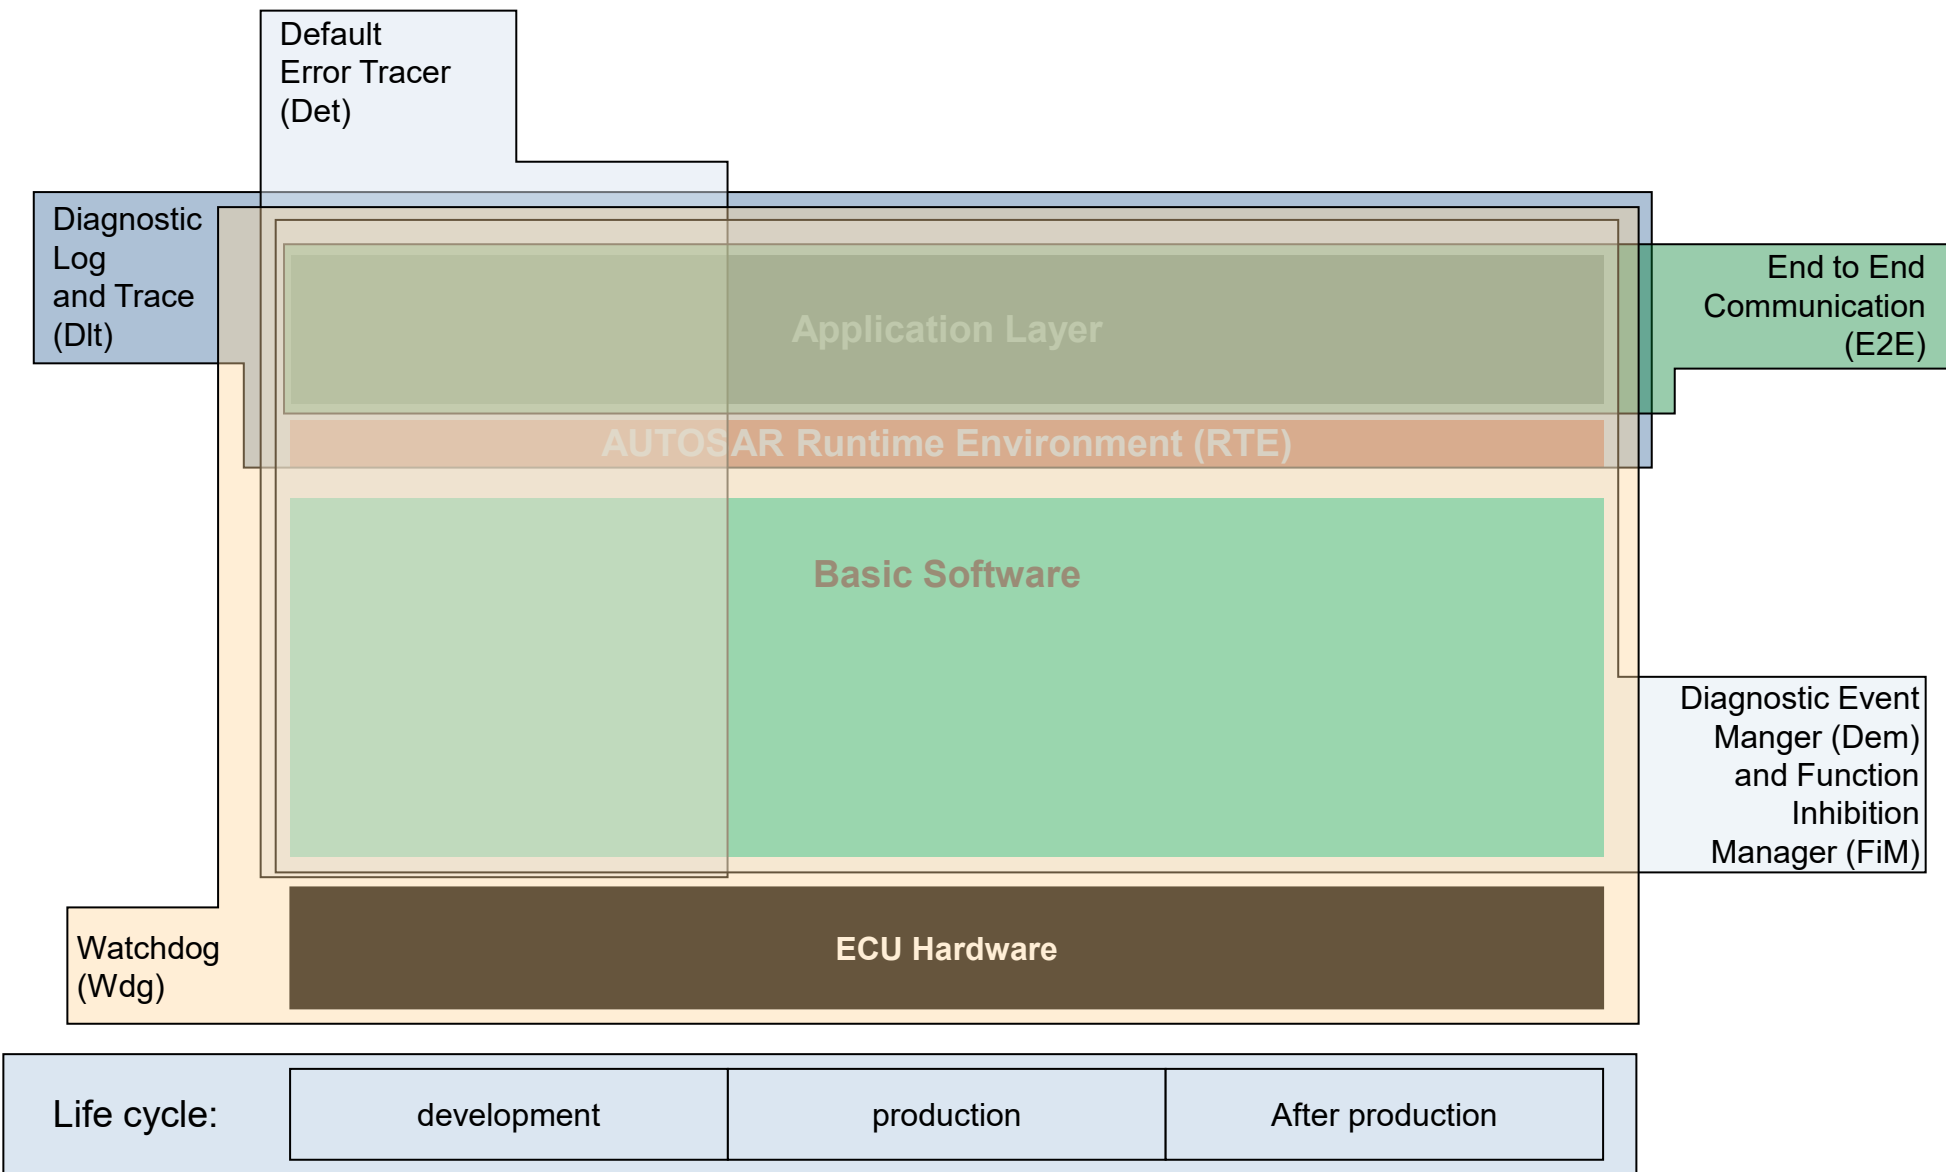 Default
Error Tracer
(Det)
Diagnostic
Log
and Trace
(Dlt)
End to End
Communication
(E2E)
Application Layer
AUTOSAR Runtime Environment (RTE)
Basic Software
Diagnostic Event
Manger (Dem)
and Function
Inhibition
Manager (FiM)
Watchdog
(Wdg)
ECU Hardware
Life cycle:
development
production
After production